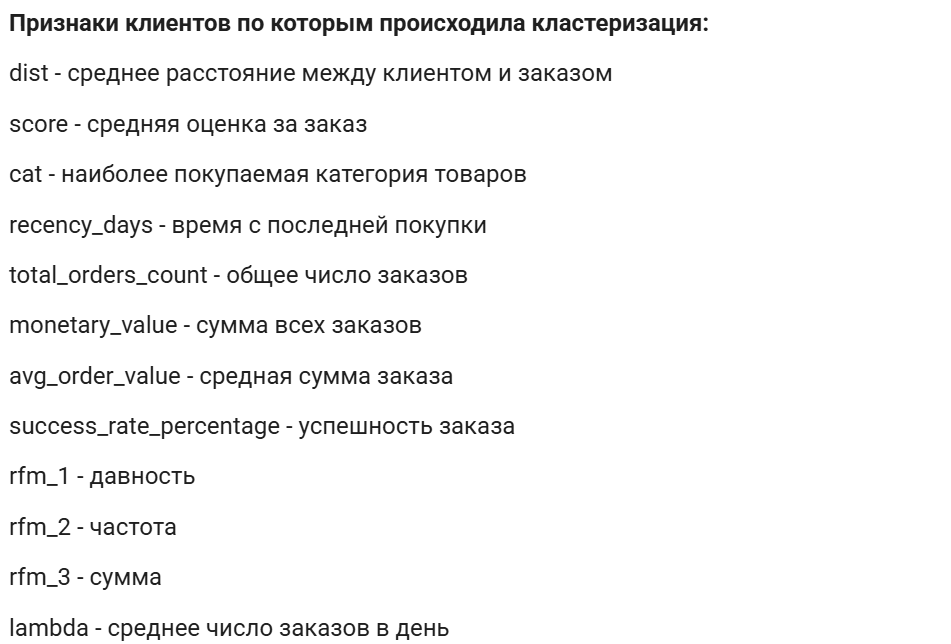 Признаки клиентов по которым происходила кластеризация:
dist - среднее расстояние между клиентом и заказом
score - средняя оценка за заказ
cat - наиболее покупаемая категория товаров
recency_days - время с последней покупки
total_orders_count - общее число заказов
monetary_value - сумма всех заказов
avg_order_value - средная сумма заказа
success_rate_percentage - успешность заказа
rfm_1 - давность
rfm_2 - частота
rfm_3 - сумма
lambda - среднее число заказов в день